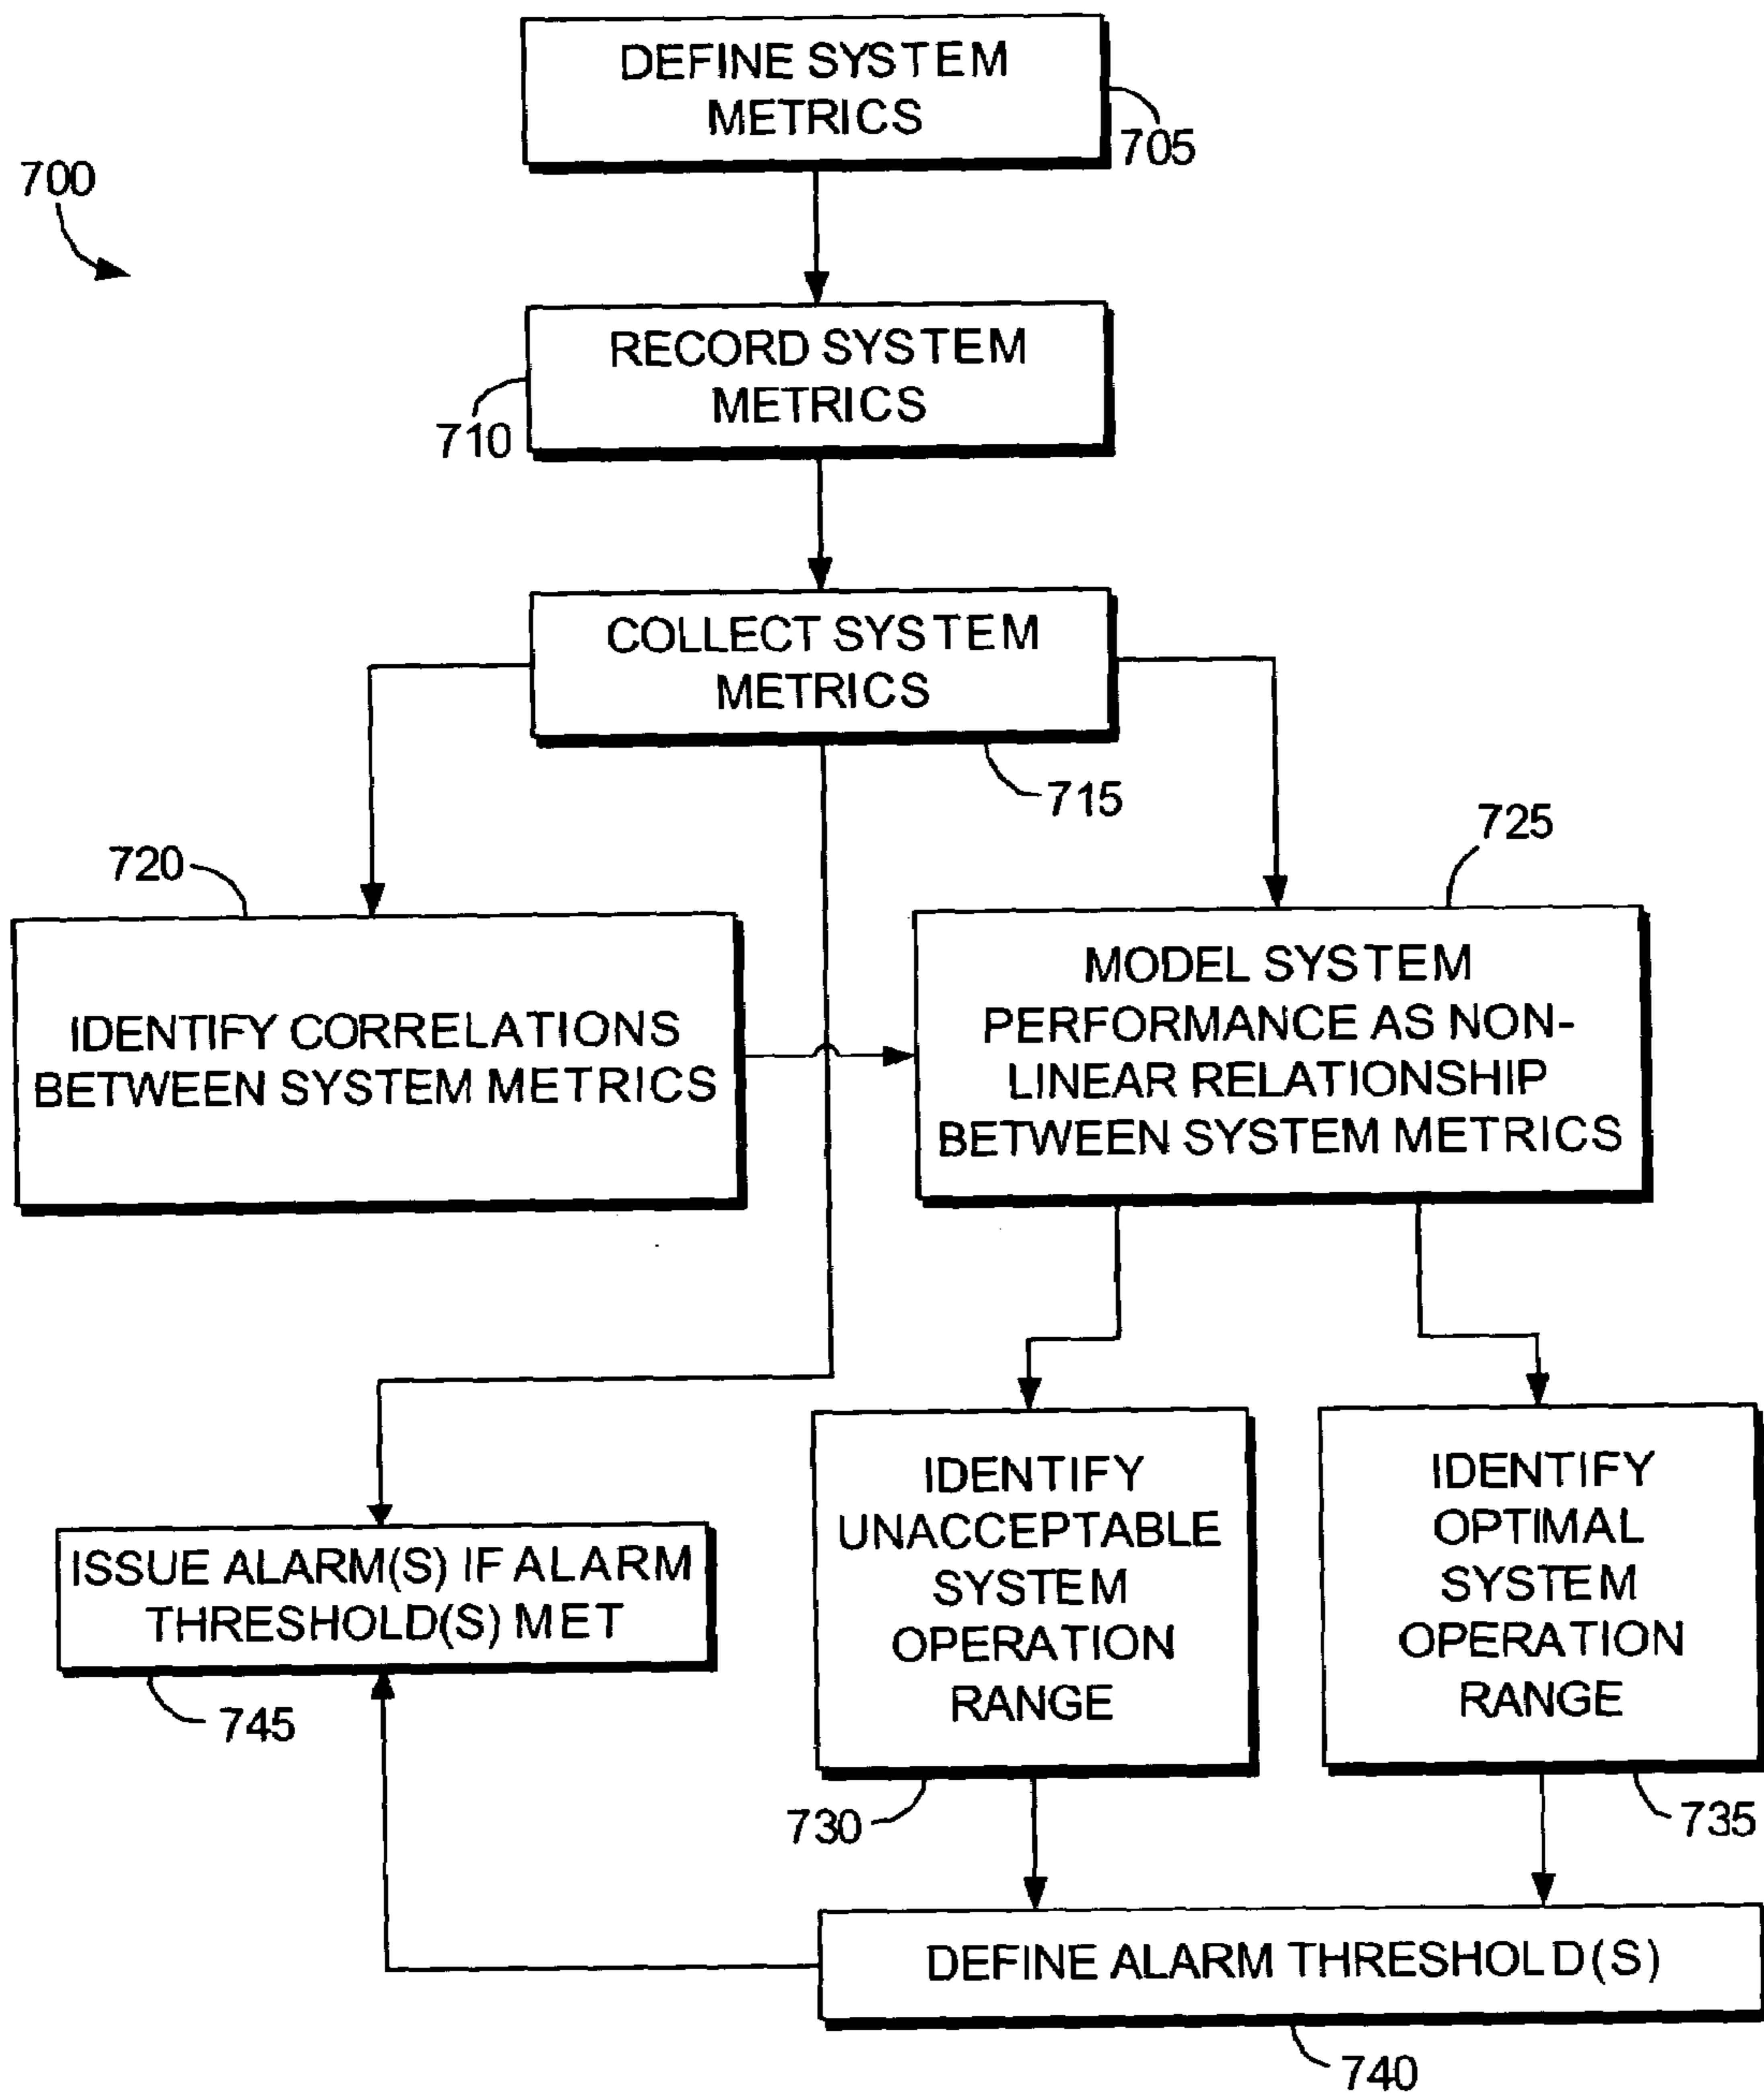 DEFINE SYSTEM
METRICS
705
700
RECORD SYSTEM
METRICS
710
COLLECT SYSTEM
METRICS
715
720
725
IDENTIFY CORRELATIONS
BETWEEN SYSTEM METRICS
MODEL SYSTEM
PERFORMANCE AS NON-
LINEAR RELATIONSHIP
BETWEEN SYSTEM METRICS
ISSUE ALARM(S) IF ALARM
THRESHOLD(S) MET
745
IDENTIFY
UNACCEPTABLE
SYSTEM
OPERATION
RANGE
730
IDENTIFY
OPTIMAL
SYSTEM
OPERATION
RANGE
735
DEFINE ALARM THRESHOLD(S)
740